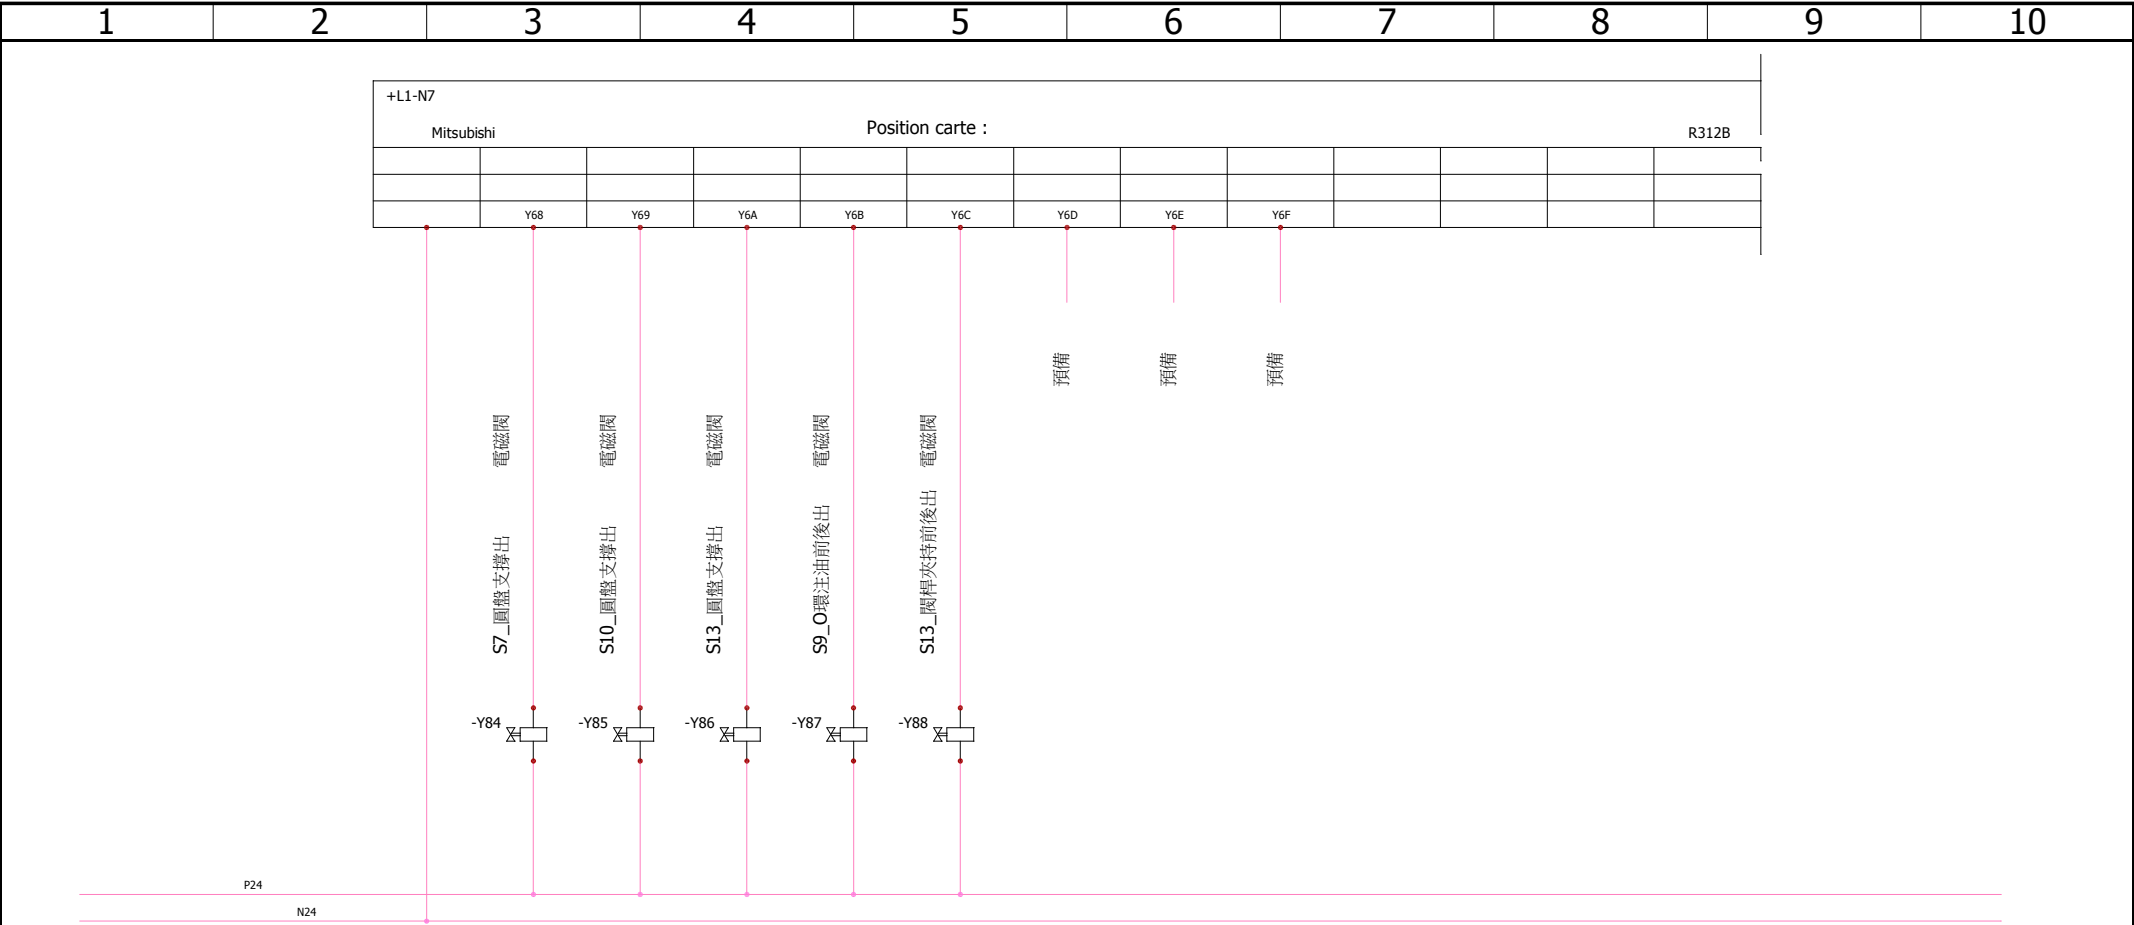 1 2 3 4 5 6 7 8 9 10
+L1-N7
Mitsubishi Position carte : R312B
Y68 Y69 Y6A Y6B Y6C Y6D Y6E Y6F
預備 預備 預備
S7_圓盤支撐出 電磁閥
S10_圓盤支撐出 電磁閥
S13_圓盤支撐出 電磁閥
S9_O環注油前後出 電磁閥
S13_閥桿夾持前後出 電磁閥
-Y84 -Y85 -Y86 -Y87 -Y88
P24
N24